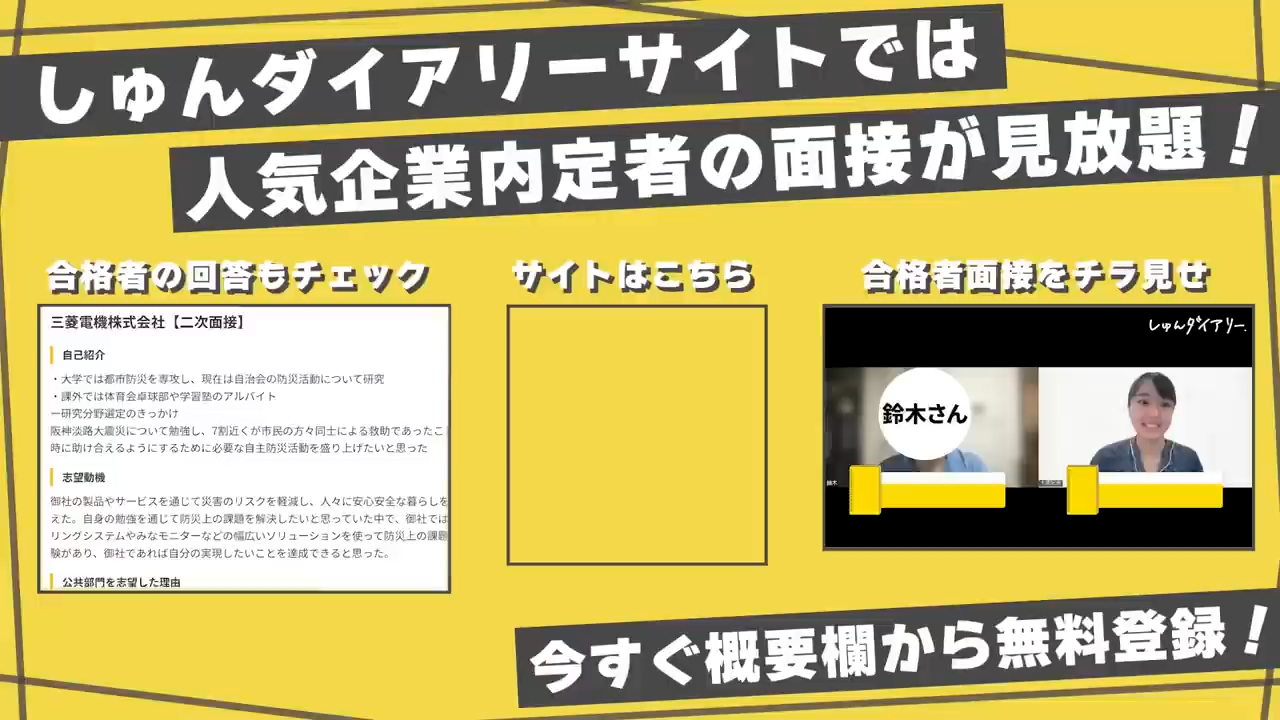 しゅんダイアリーサイトでは
人気企業内定者の面接が見放題！
合格者の回答もチェック
サイトはこちら
合格者面接をチラ見せ
三菱電機株式会社【二次面接】
自己紹介
・大学では都市防災を専攻し、現在は自治会の防災活動について研究
・課外では体育会卓球部や学習塾のアルバイト
ー研究分野選定のきっかけ
阪神淡路大震災について勉強し、7割近くが市民の方々同士による救助であったこ
時に助け合えるようにするために必要な自主防災活動を盛り上げたいと思った
志望動機
御社の製品やサービスを通じて災害のリスクを軽減し、人々に安心安全な暮らしを
えた。自身の勉強を通じて防災上の課題を解決したいと思っていた中で、御社では
リングシステムやみなモニターなどの幅広いソリューションを使って防災上の課題
験があり、御社であれば自分の実現したいことを達成できると思った。
公共部門を志望した理由
しゅんダイアリー
鈴木さん
鈴木
今すぐ概要欄から無料登録！